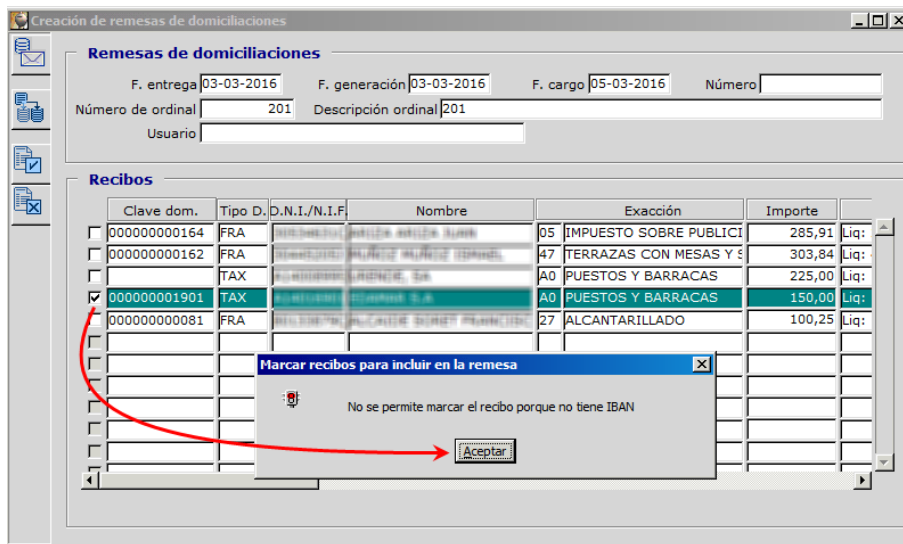 Creación de remesas de domiciliaciones
Remesas de domiciliaciones
F. entrega 03-03-2016 F. generación 03-03-2016 F. cargo 05-03-2016 Número
Número de ordinal 201 Descripción ordinal 201
Usuario
Recibos
Clave dom. Tipo D. D.N.I./N.I.F. Nombre Exacción Importe
000000000164 FRA 05 IMPUESTO SOBRE PUBLICI 285,91 Liq:
000000000162 FRA 47 TERRAZAS CON MESAS Y S 303,84 Liq:
TAX A0 PUESTOS Y BARRACAS 225,00 Liq:
000000001901 TAX A0 PUESTOS Y BARRACAS 150,00 Liq:
000000000081 FRA 27 ALCANTARILLADO 100,25 Liq:
Marcar recibos para incluir en la remesa
No se permite marcar el recibo porque no tiene IBAN
Aceptar